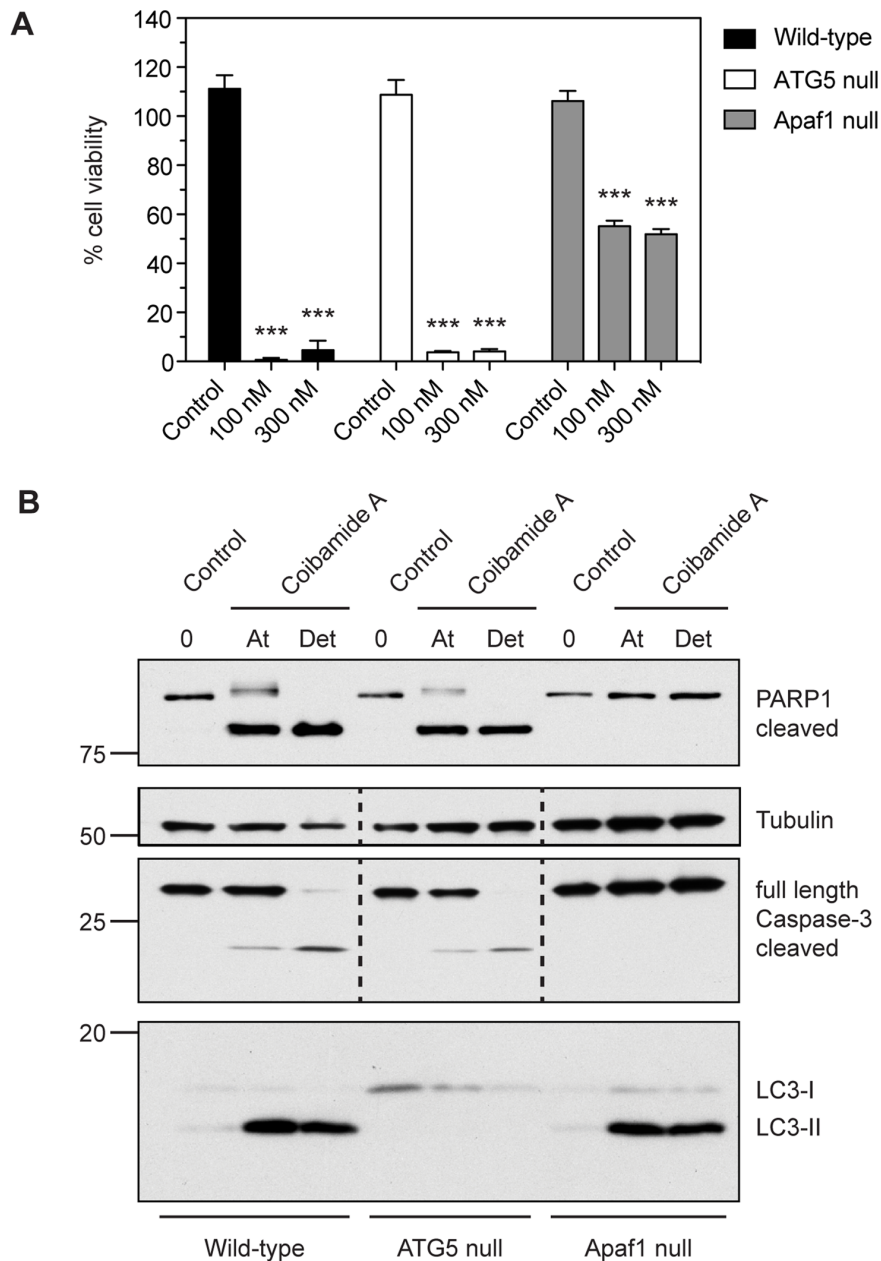 A
140
120
100
80
60
40
20
0
% cell viability
*** *** *** *** *** ***
Control 100 nM 300 nM Control 100 nM 300 nM Control 100 nM 300 nM
Wild-type
ATG5 null
Apaf1 null
B
Control Coibamide A Control Coibamide A Control Coibamide A
0 At Det 0 At Det 0 At Det
PARP1
cleaved
75
Tubulin
50
full length
25 Caspase-3
cleaved
20
LC3-I
LC3-II
Wild-type ATG5 null Apaf1 null